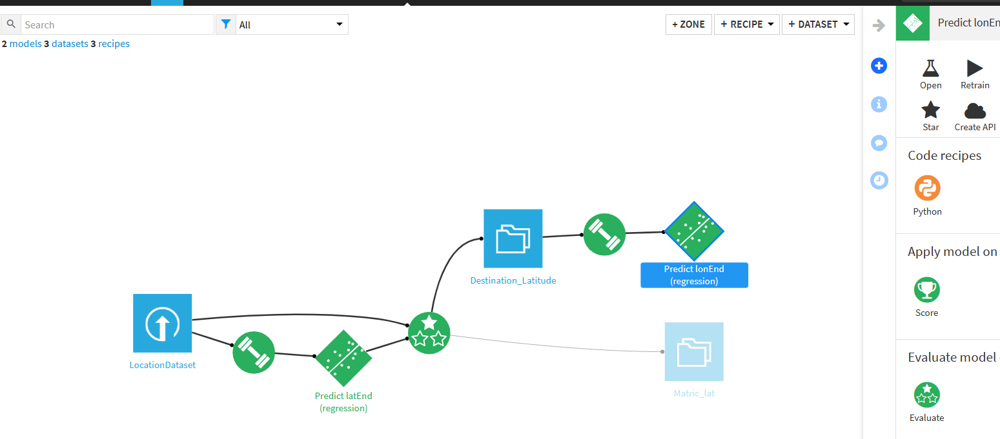 Search
All
+ ZONE
+ RECIPE
+ DATASET
2 models 3 datasets 3 recipes
Predict lonEn
Open
Retrain
Star
Create API
Code recipes
Python
Apply model on
Score
Evaluate model
Evaluate
Destination_Latitude
Predict lonEnd
(regression)
LocationDataset
Predict latEnd
(regression)
Matric_lat